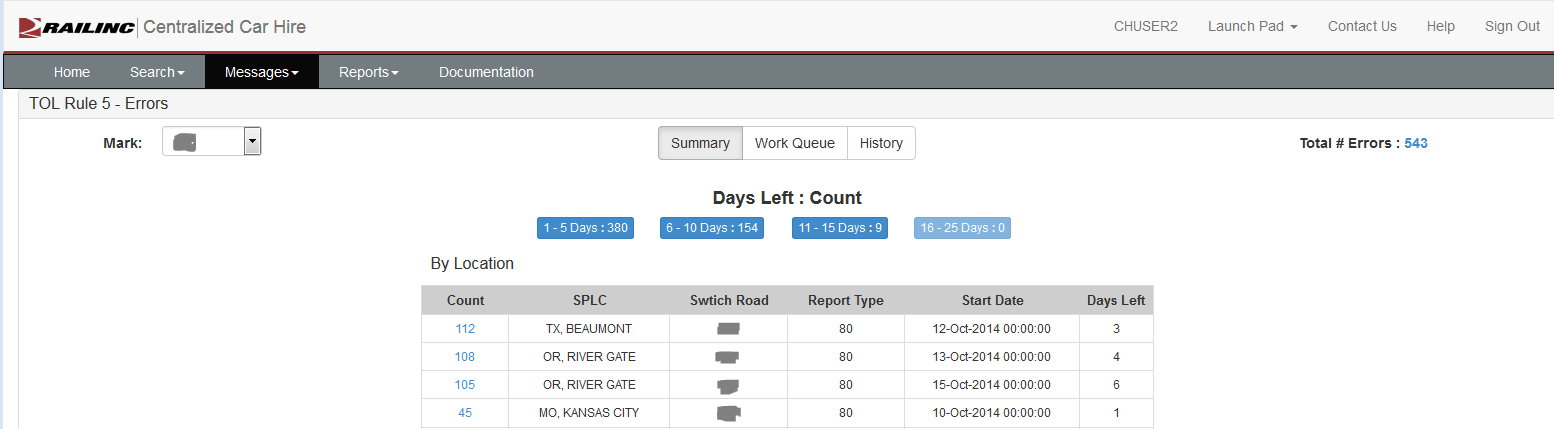 RAILINC Centralized Car Hire CHUSER2 Launch Pad Contact Us Help Sign Out
Home Search Messages Reports Documentation
TOL Rule 5 - Errors
Mark: Summary Work Queue History Total # Errors : 543
Days Left : Count
1 - 5 Days : 380 6 - 10 Days : 154 11 - 15 Days : 9 16 - 25 Days : 0
By Location
Count SPLC Swtich Road Report Type Start Date Days Left
112 TX, BEAUMONT 80 12-Oct-2014 00:00:00 3
108 OR, RIVER GATE 80 13-Oct-2014 00:00:00 4
105 OR, RIVER GATE 80 15-Oct-2014 00:00:00 6
45 MO, KANSAS CITY 80 10-Oct-2014 00:00:00 1